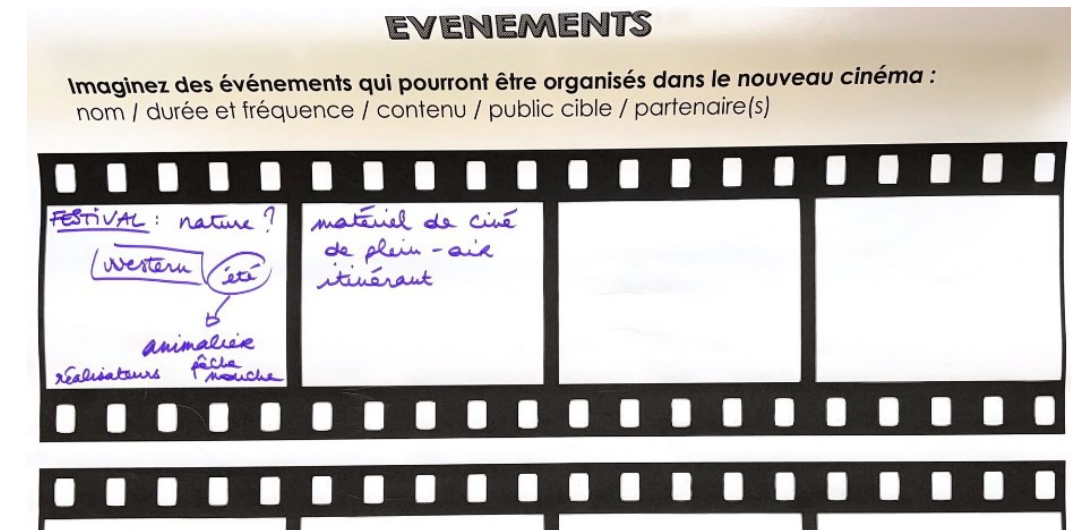 EVENEMENTS
Imaginez des événements qui pourront être organisés dans le nouveau cinéma :
nom / durée et fréquence / contenu / public cible / partenaire(s)
FESTIVAL : nature ?
western été
animalier
réalisateurs pêche
mouche
matériel de ciné
de plein-air
itinérant